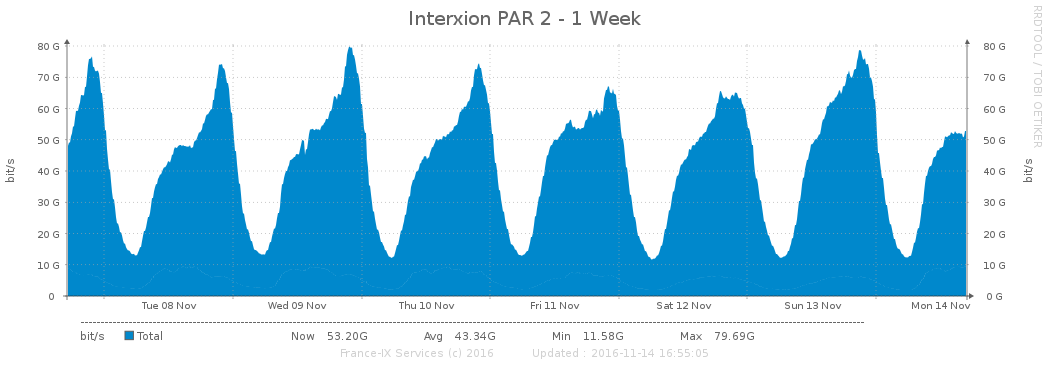 Interxion PAR 2 - 1 Week
RRDTOOL / TOBI OETIKER
80 G 80 G
70 G 70 G
60 G 60 G
50 G 50 G
40 G 40 G
30 G 30 G
20 G 20 G
10 G 10 G
0 0 G
bit/s bit/s
Tue 08 Nov Wed 09 Nov Thu 10 Nov Fri 11 Nov Sat 12 Nov Sun 13 Nov Mon 14 Nov
bit/s Total Now 53.20G Avg 43.34G Min 11.58G Max 79.69G
France-IX Services (c) 2016 Updated : 2016-11-14 16:55:05